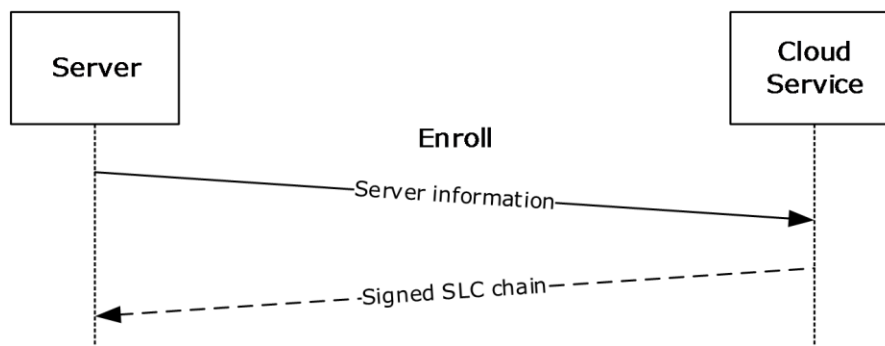 Server
Cloud
Service
Enroll
Server information
Signed SLC chain